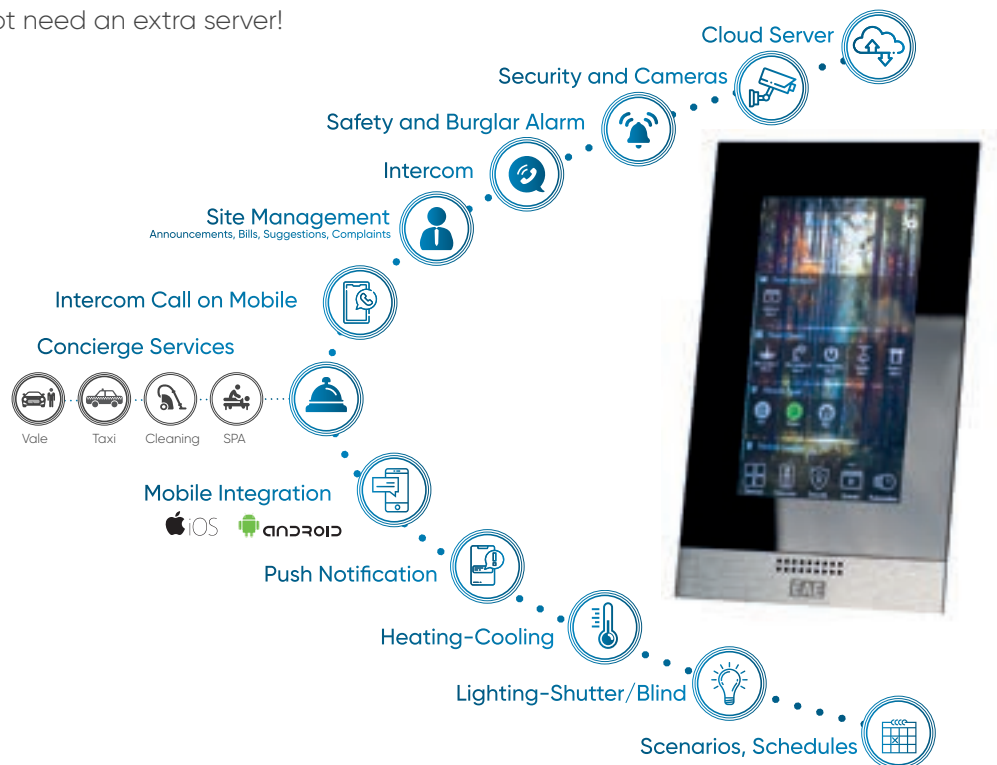 ot need an extra server!
Cloud Server
Security and Cameras
Safety and Burglar Alarm
Intercom
Site Management
Announcements, Bills, Suggestions, Complaints
Intercom Call on Mobile
Concierge Services
Vale
Taxi
Cleaning
SPA
Mobile Integration
iOS
android
Push Notification
Heating-Cooling
Lighting-Shutter/Blind
Scenarios, Schedules
EAE